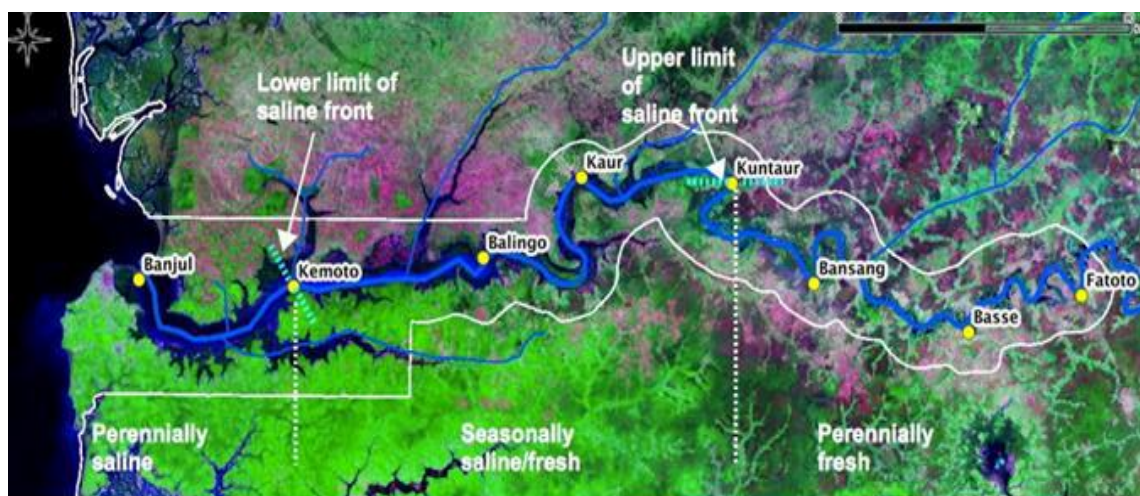 Lower limit of
saline front
Upper limit
of
saline front
Kaur
Kuntaur
Banjul
Kemoto
Balingo
Bansang
Fatoto
Basse
Perennially
saline
Seasonally
saline/fresh
Perennially
fresh